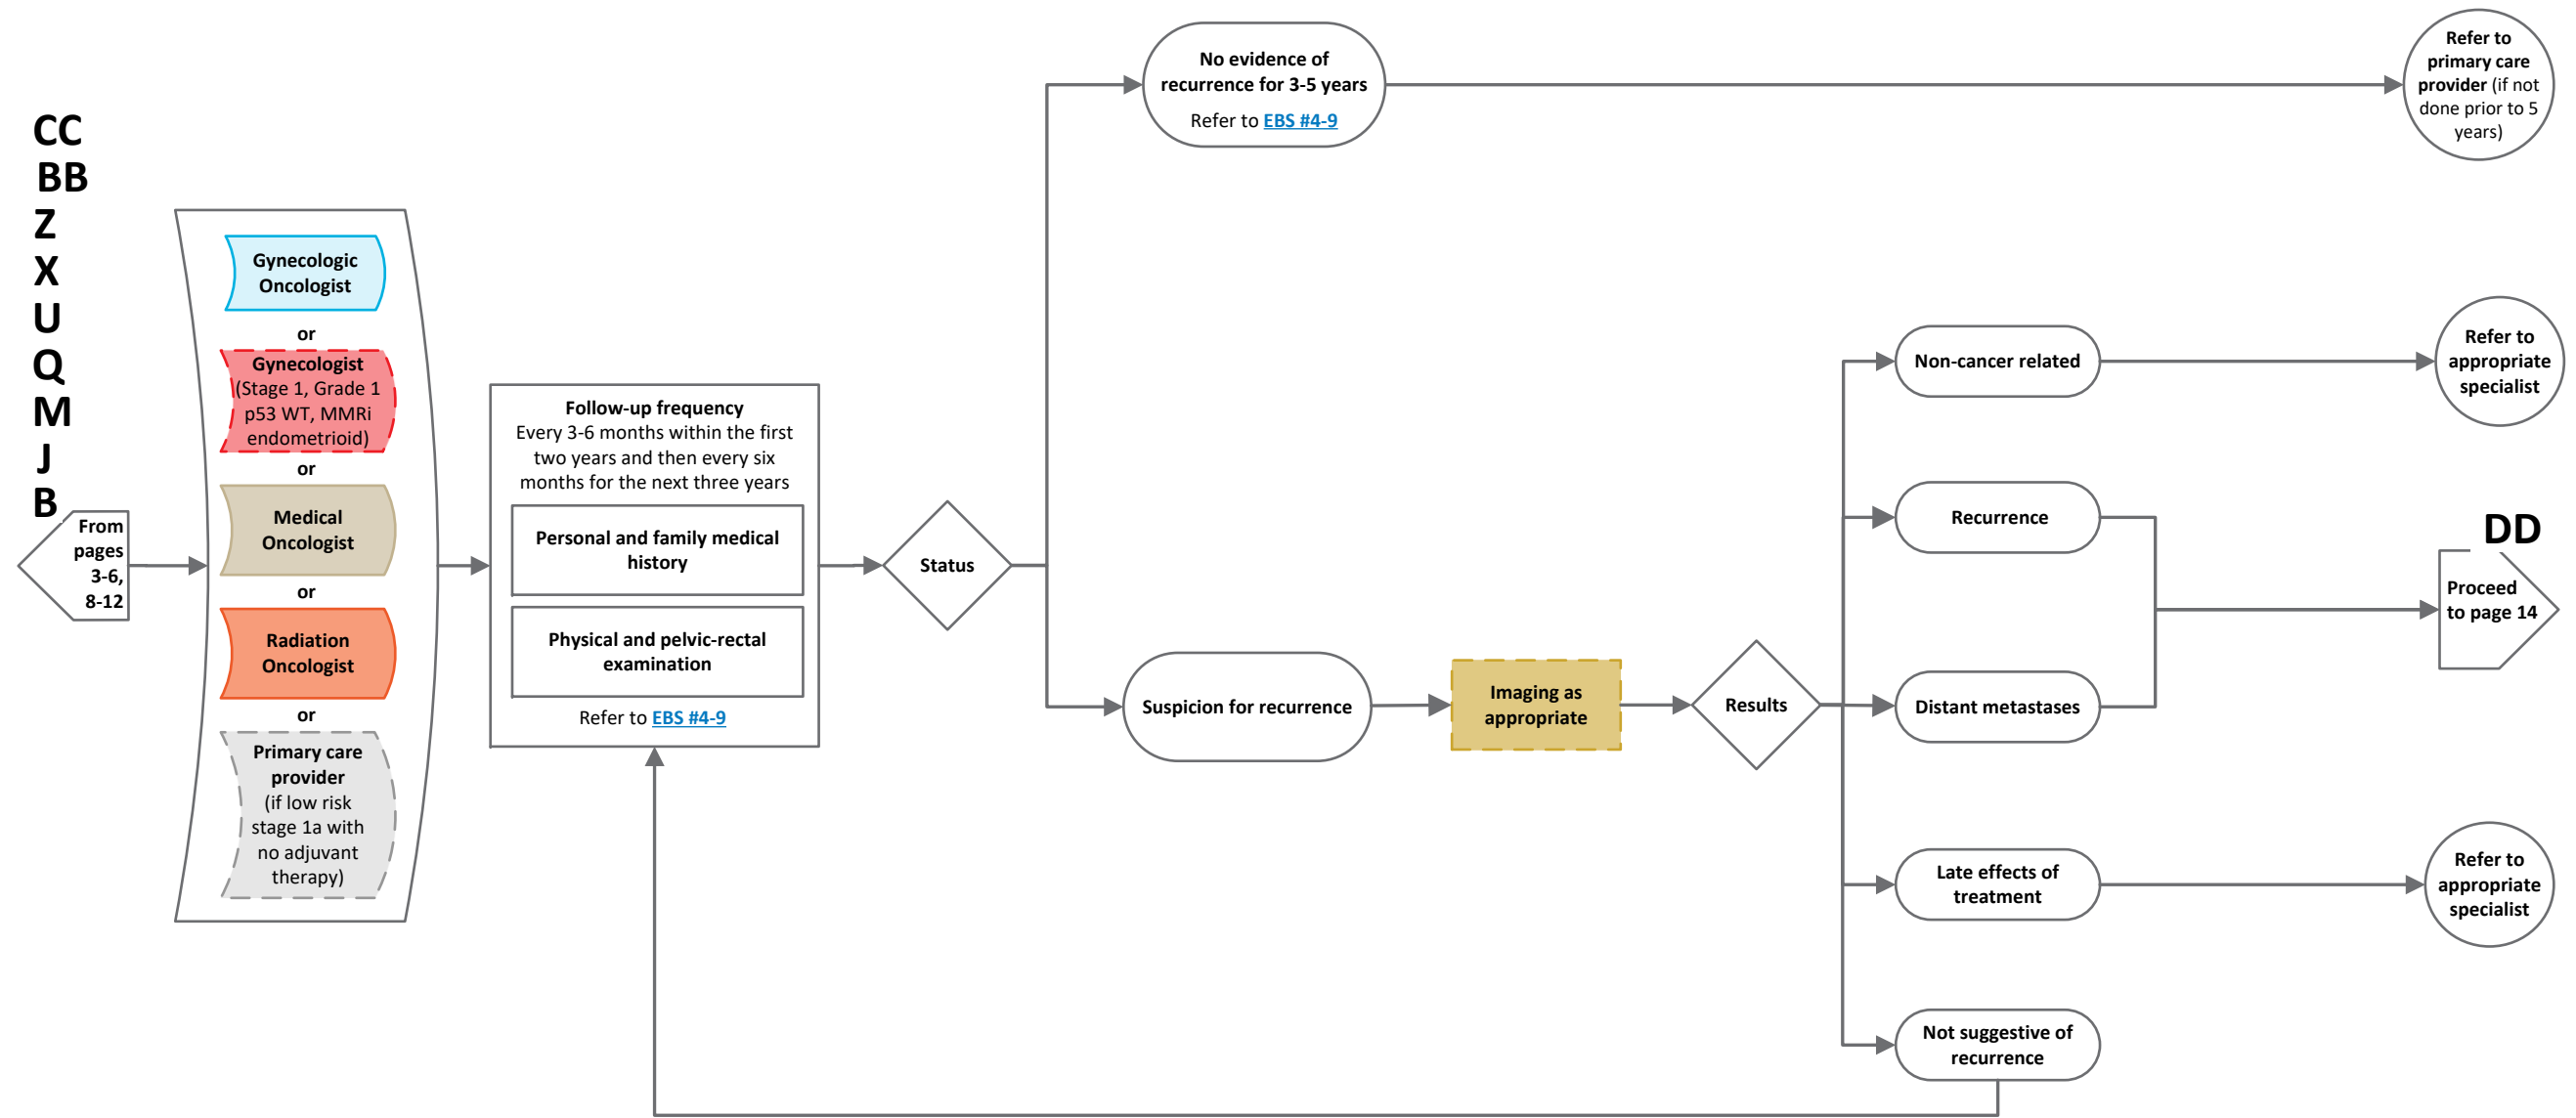 CC
BB
Z
X
U
Q
M
J
B
From
pages
3-6,
8-12
Gynecologic
Oncologist
or
Gynecologist
(Stage 1, Grade 1
p53 WT, MMRi
endometrioid)
or
Medical
Oncologist
or
Radiation
Oncologist
or
Primary care
provider
(if low risk
stage 1a with
no adjuvant
therapy)
Follow-up frequency
Every 3-6 months within the first
two years and then every six
months for the next three years
Personal and family medical
history
Physical and pelvic-rectal
examination
Refer to EBS #4-9
Status
No evidence of
recurrence for 3-5 years
Refer to EBS #4-9
Refer to
primary care
provider (if not
done prior to 5
years)
Suspicion for recurrence
Imaging as
appropriate
Results
Non-cancer related
Refer to
appropriate
specialist
Recurrence
Distant metastases
DD
Proceed
to page 14
Late effects of
treatment
Refer to
appropriate
specialist
Not suggestive of
recurrence